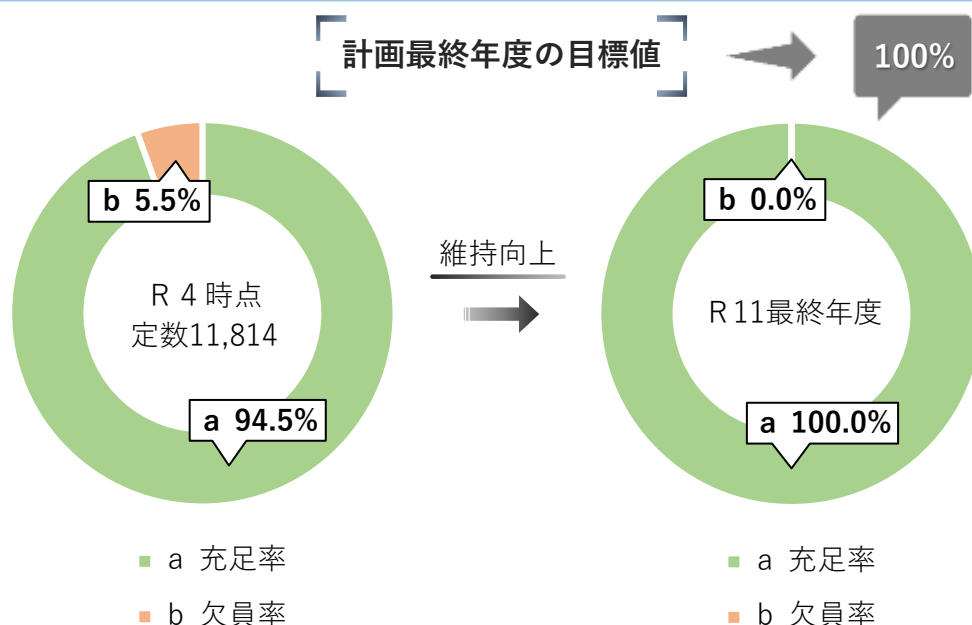 計画最終年度の目標値
100%
b 5.5%
R 4 時点
定数11,814
a 94.5%
維持向上
b 0.0%
R 11最終年度
a 100.0%
a 充足率
b 欠員率
a 充足率
b 欠員率